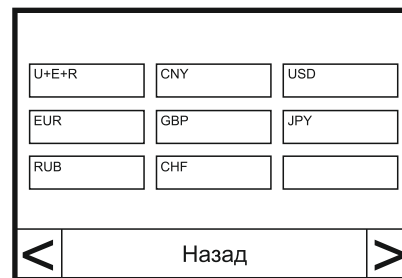 U+E+R CNY USD
EUR GBP JPY
RUB CHF
< Назад >